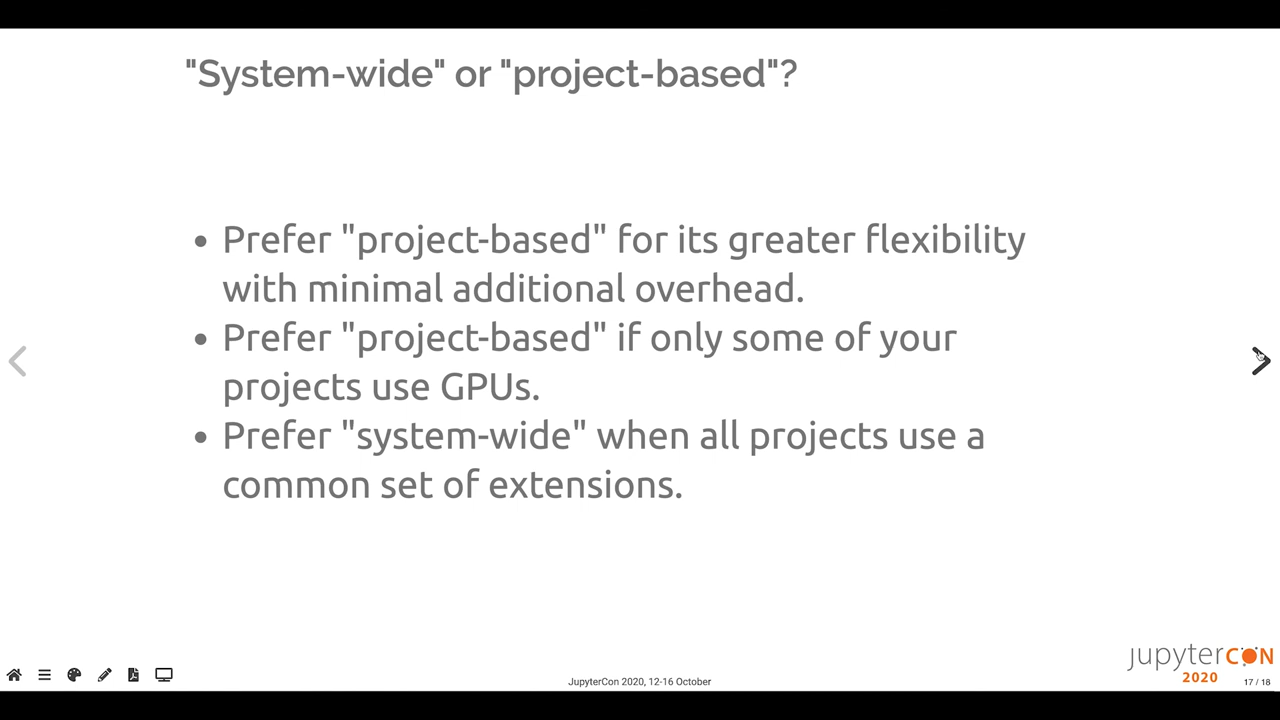 "System-wide" or "project-based"?
• Prefer "project-based" for its greater flexibility
with minimal additional overhead.
• Prefer "project-based" if only some of your
projects use GPUs.
• Prefer "system-wide" when all projects use a
common set of extensions.
jupyterCON
2020
JupyterCon 2020, 12-16 October
17 / 18